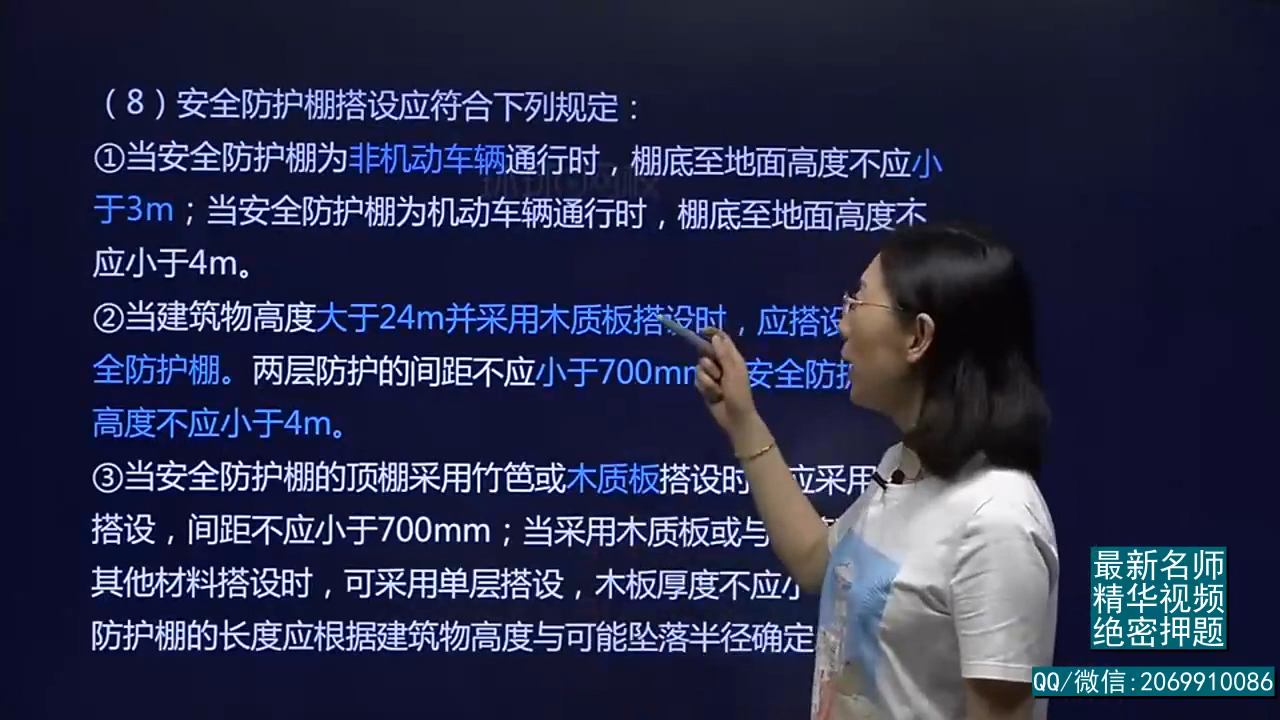 （8）安全防护棚搭设应符合下列规定：
①当安全防护棚为非机动车辆通行时，棚底至地面高度不应小
于3m；当安全防护棚为机动车辆通行时，棚底至地面高度不
应小于4m。
②当建筑物高度大于24m并采用木质板搭设时，应搭设
全防护棚。两层防护的间距不应小于700mm 安全防护
高度不应小于4m。
③当安全防护棚的顶棚采用竹笆或木质板搭设时 应采用
搭设，间距不应小于700mm；当采用木质板或与
其他材料搭设时，可采用单层搭设，木板厚度不应小
防护棚的长度应根据建筑物高度与可能坠落半径确定
最新名师
精华视频
绝密押题
QQ/微信:2069910086